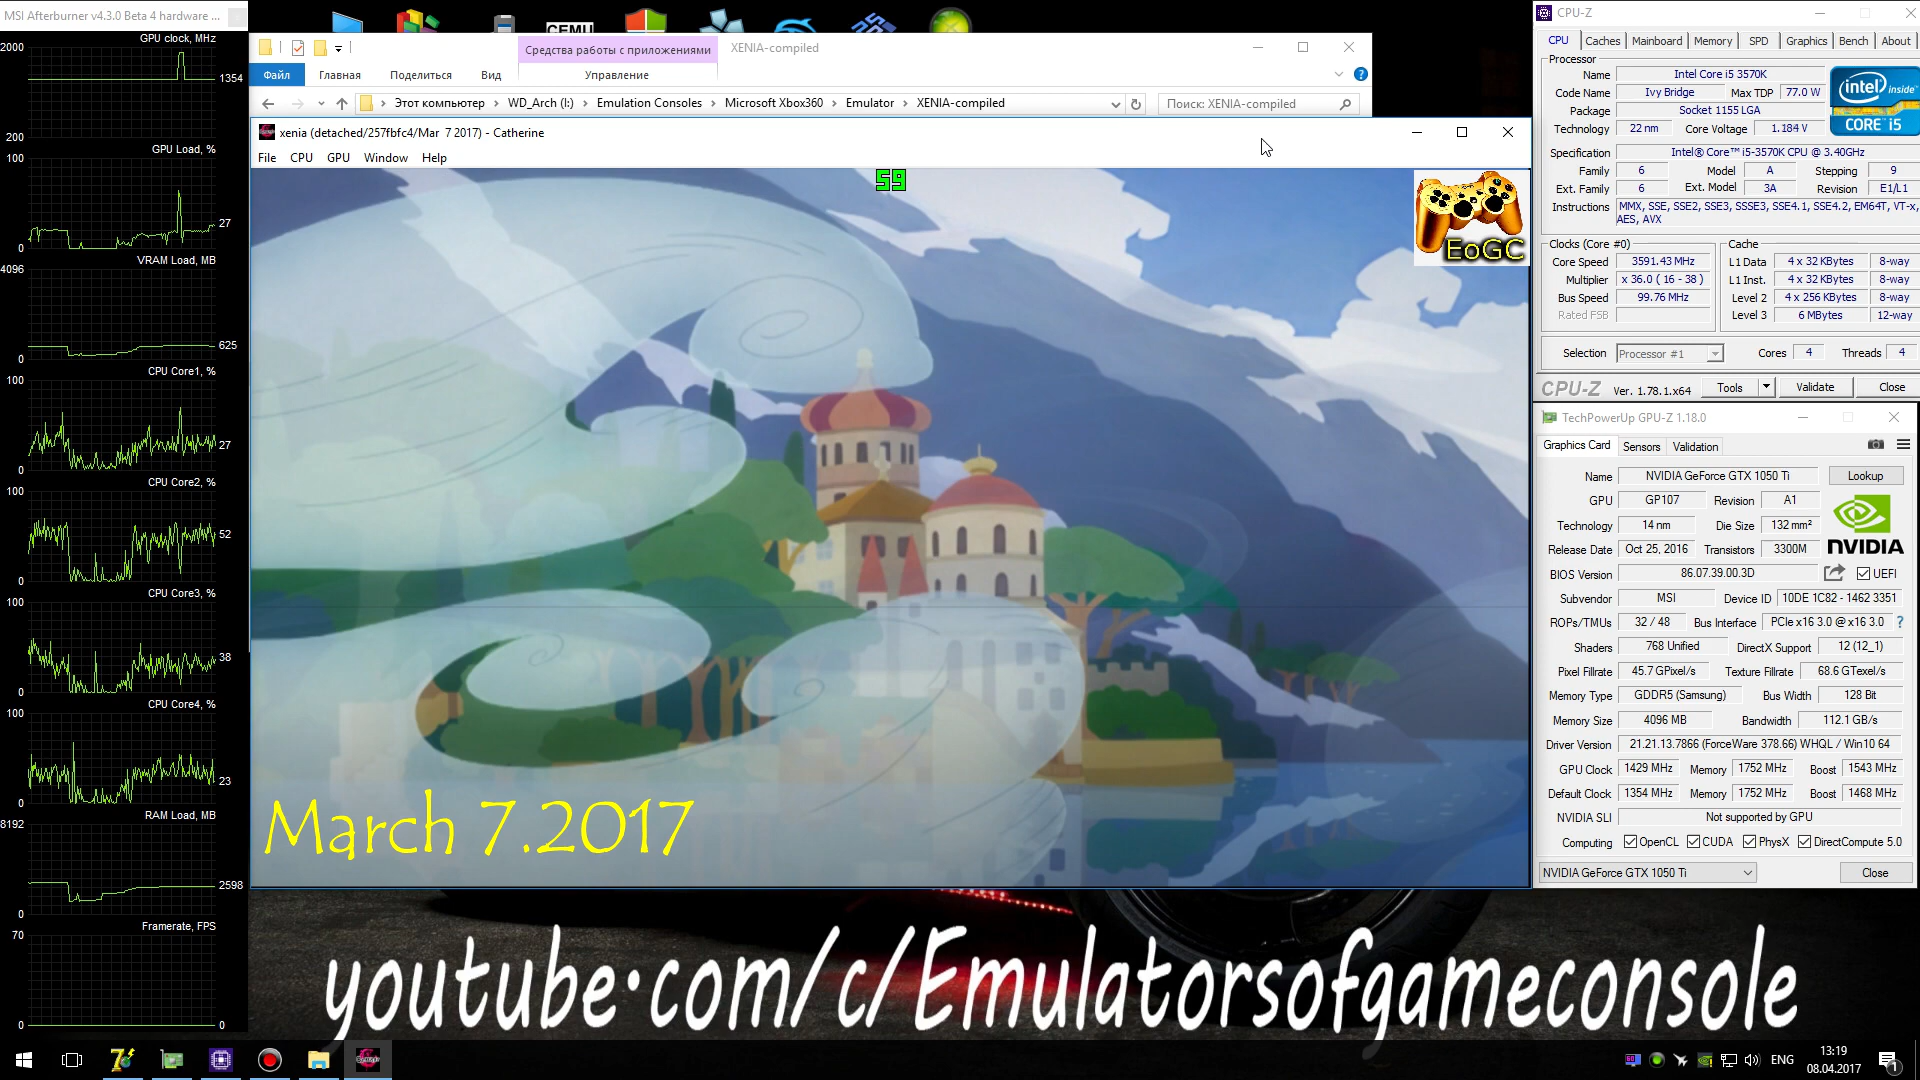 MSI Afterburner v4.3.0 Beta 4 hardware ...
GPU clock, MHz
2000
1354
200
GPU Load, %
100
27
0
VRAM Load, MB
4096
625
0
CPU Core1, %
100
27
0
CPU Core2, %
100
52
0
CPU Core3, %
100
38
0
CPU Core4, %
100
23
0
RAM Load, MB
8192
2598
0
Framerate, FPS
70
0
0
CEMU
Средства работы с приложениями
XENIA-compiled
Файл
Главная
Поделиться
Вид
Управление
Этот компьютер > WD_Arch (I:) > Emulation Consoles > Microsoft Xbox360 > Emulator > XENIA-compiled
Поиск: XENIA-compiled
xenia (detached/257fbfc4/Mar 7 2017) - Catherine
File CPU GPU Window Help
59
EoGC
March 7.2017
youtube.com/c/Emulatorsofgameconsole
CPU-Z
CPU Caches Mainboard Memory SPD Graphics Bench About
Processor
Name Intel Core i5 3570K
Code Name Ivy Bridge Max TDP 77.0 W
Package Socket 1155 LGA
Technology 22 nm Core Voltage 1.184 V
intel inside
CORE i5
Specification Intel® Core™ i5-3570K CPU @ 3.40GHz
Family 6 Model A Stepping 9
Ext. Family 6 Ext. Model 3A Revision E1/L1
Instructions MMX, SSE, SSE2, SSE3, SSSE3, SSE4.1, SSE4.2, EM64T, VT-x,
AES, AVX
Clocks (Core #0)
Core Speed 3591.43 MHz
Multiplier x 36.0 ( 16 - 38 )
Bus Speed 99.76 MHz
Rated FSB
Cache
L1 Data 4 x 32 KBytes 8-way
L1 Inst. 4 x 32 KBytes 8-way
Level 2 4 x 256 KBytes 8-way
Level 3 6 MBytes 12-way
Selection Processor #1 Cores 4 Threads 4
CPU-Z Ver. 1.78.1.x64 Tools Validate Close
TechPowerUp GPU-Z 1.18.0
Graphics Card Sensors Validation
Name NVIDIA GeForce GTX 1050 Ti Lookup
GPU GP107 Revision A1
Technology 14 nm Die Size 132 mm²
Release Date Oct 25, 2016 Transistors 3300M
NVIDIA
BIOS Version 86.07.39.00.3D UEFI
Subvendor MSI Device ID 10DE 1C82 - 1462 3351
ROPs/TMUs 32 / 48 Bus Interface PCIe x16 3.0 @ x16 3.0 ?
Shaders 768 Unified DirectX Support 12 (12_1)
Pixel Fillrate 45.7 GPixel/s Texture Fillrate 68.6 GTexel/s
Memory Type GDDR5 (Samsung) Bus Width 128 Bit
Memory Size 4096 MB Bandwidth 112.1 GB/s
Driver Version 21.21.13.7866 (ForceWare 378.66) WHQL / Win10 64
GPU Clock 1429 MHz Memory 1752 MHz Boost 1543 MHz
Default Clock 1354 MHz Memory 1752 MHz Boost 1468 MHz
NVIDIA SLI Not supported by GPU
Computing OpenCL CUDA PhysX DirectCompute 5.0
NVIDIA GeForce GTX 1050 Ti Close
ENG
13:19
08.04.2017
1